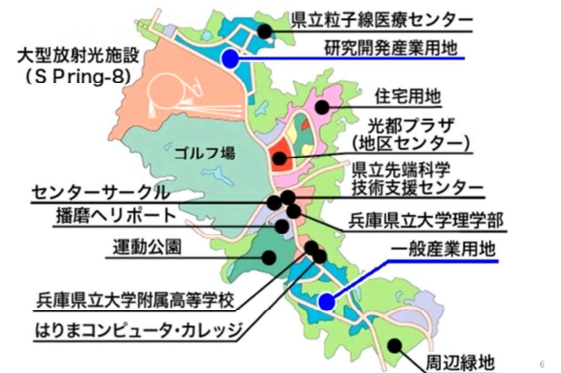 県立粒子線医療センター
研究開発産業用地
大型放射光施設
(S Pring-8)
住宅用地
光都プラザ
(地区センター)
ゴルフ場
県立先端科学
技術支援センター
センターサークル
播磨ヘリポート
兵庫県立大学理学部
運動公園
一般産業用地
兵庫県立大学附属高等学校
はりまコンピュータ・カレッジ
周辺緑地
6